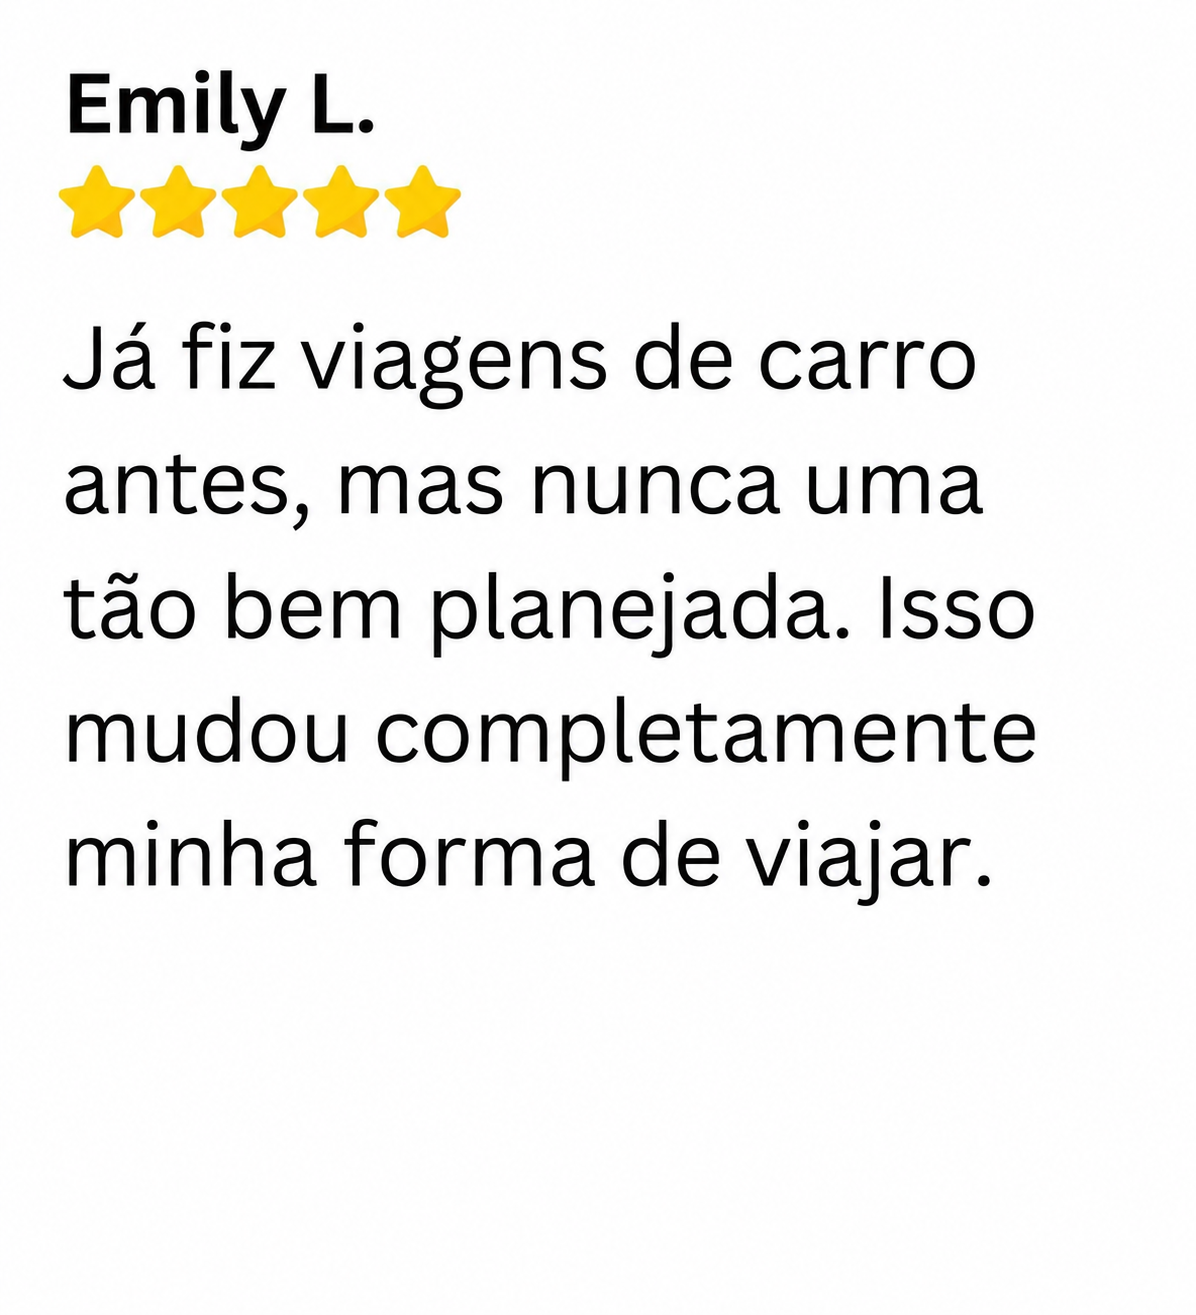 Emily L.
Já fiz viagens de carro
antes, mas nunca uma
tão bem planejada. Isso
mudou completamente
minha forma de viajar.